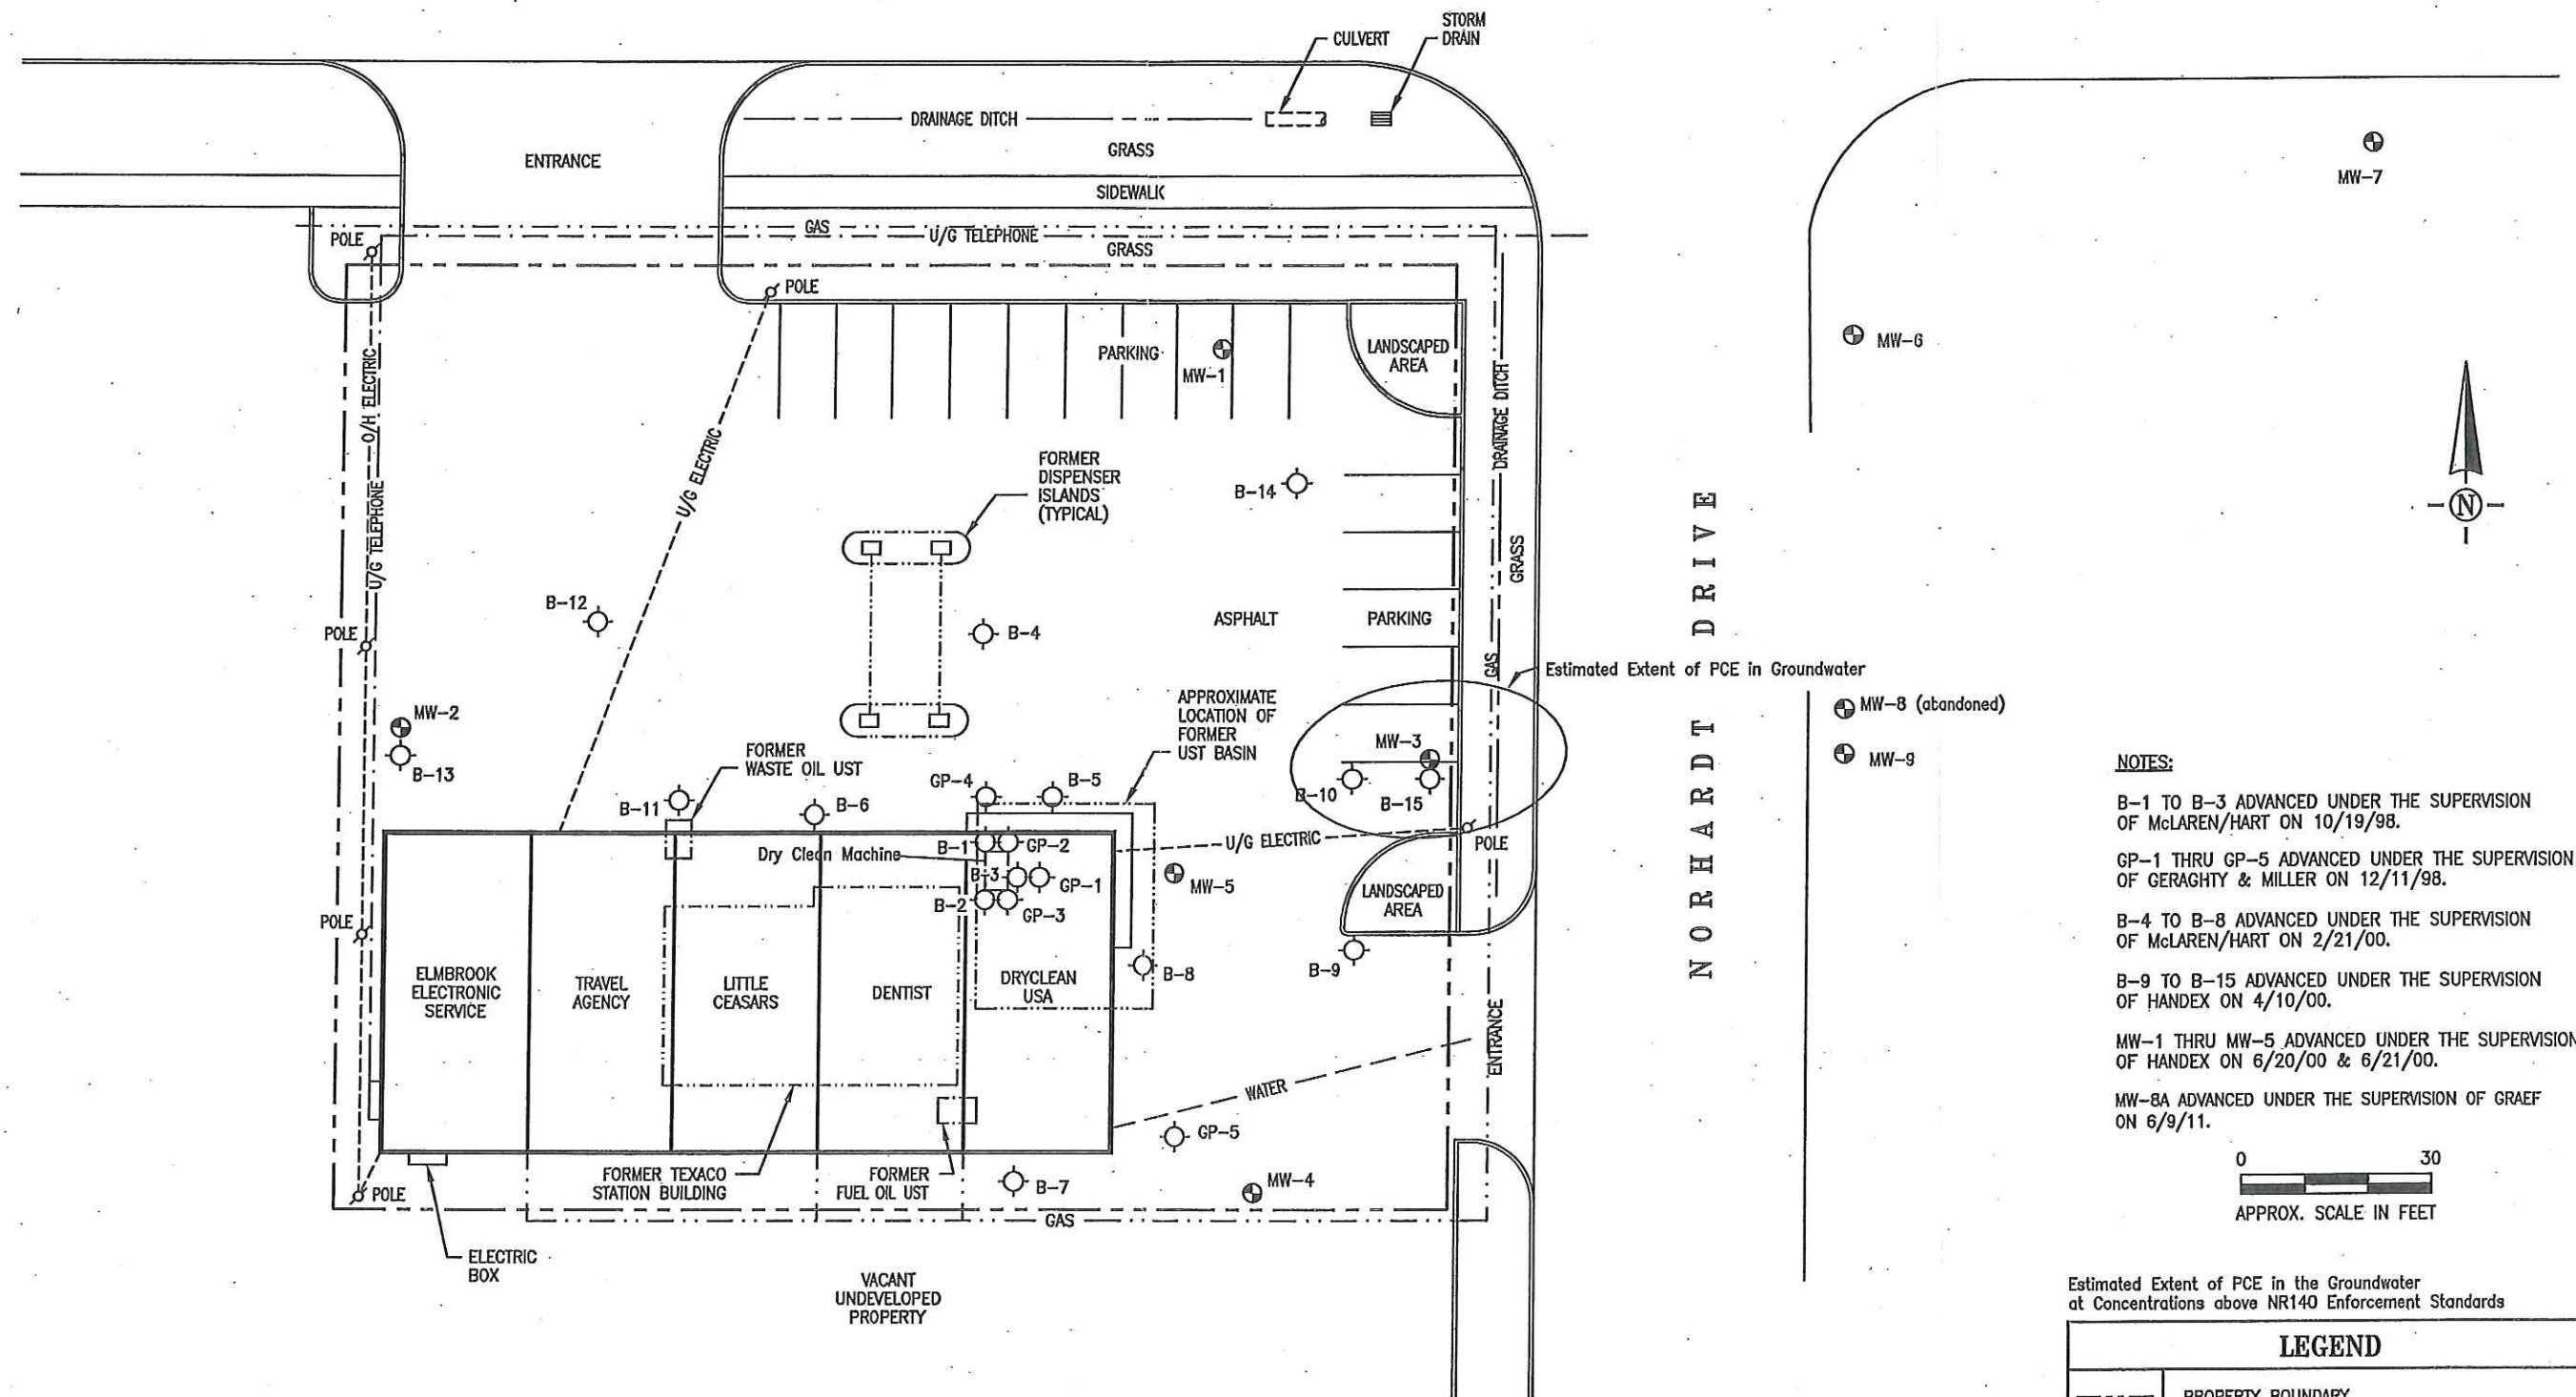 CULVERT
STORM
DRAIN
DRAINAGE DITCH
ENTRANCE
GRASS
SIDEWALK
MW-7
GAS
U/G TELEPHONE
GRASS
POLE
POLE
MW-6
PARKING
MW-1
LANDSCAPED
AREA
O/H ELECTRIC
U/G TELEPHONE
U/G ELECTRIC
DRAINAGE DITCH
FORMER
DISPENSER
ISLANDS
(TYPICAL)
B-14
N
GRASS
NORHARDT DRIVE
B-12
B-4
ASPHALT
PARKING
POLE
GAS
Estimated Extent of PCE in Groundwater
MW-8 (abandoned)
MW-9
APPROXIMATE
LOCATION OF
FORMER
UST BASIN
MW-2
B-13
FORMER
WASTE OIL UST
MW-3
GP-4
B-5
B-10
B-15
B-11
B-6
U/G ELECTRIC
POLE
B-1
GP-2
Dry Clean Machine
B-3
GP-1
MW-5
B-2
GP-3
LANDSCAPED
AREA
POLE
B-8
B-9
ELMBROOK
ELECTRONIC
SERVICE
TRAVEL
AGENCY
LITTLE
CEASARS
DENTIST
DRYCLEAN
USA
ENTRANCE
WATER
GP-5
FORMER TEXACO
STATION BUILDING
FORMER
FUEL OIL UST
B-7
MW-4
POLE
GAS
ELECTRIC
BOX
VACANT
UNDEVELOPED
PROPERTY
NOTES:
B-1 TO B-3 ADVANCED UNDER THE SUPERVISION
OF McLAREN/HART ON 10/19/98.
GP-1 THRU GP-5 ADVANCED UNDER THE SUPERVISION
OF GERAGHTY & MILLER ON 12/11/98.
B-4 TO B-8 ADVANCED UNDER THE SUPERVISION
OF McLAREN/HART ON 2/21/00.
B-9 TO B-15 ADVANCED UNDER THE SUPERVISION
OF HANDEX ON 4/10/00.
MW-1 THRU MW-5 ADVANCED UNDER THE SUPERVISION
OF HANDEX ON 6/20/00 & 6/21/00.
MW-8A ADVANCED UNDER THE SUPERVISION OF GRAEF
ON 6/9/11.
0 30
APPROX. SCALE IN FEET
Estimated Extent of PCE in the Groundwater
at Concentrations above NR140 Enforcement Standards
LEGEND
PROPERTY BOUNDARY